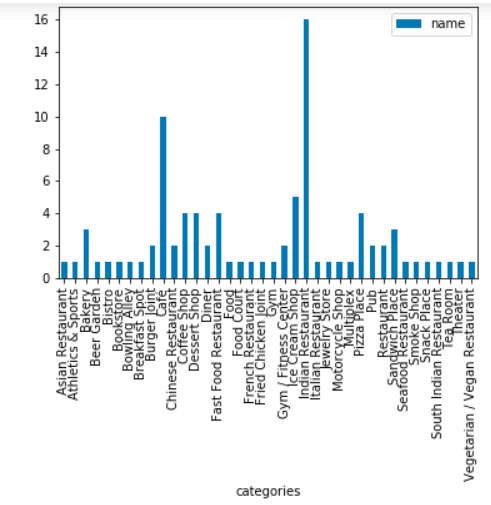 name
16
14
12
10
8
6
4
2
0
Asian Restaurant
Athletics & Sports
Bakery
Beer Garden
Bistro
Bookstore
Bowling Alley
Breakfast Spot
Burger Joint
Café
Chinese Restaurant
Coffee Shop
Dessert Shop
Diner
Fast Food Restaurant
Food
Food Court
French Restaurant
Fried Chicken Joint
Gym
Gym / Fitness Center
Ice Cream Shop
Indian Restaurant
Italian Restaurant
Jewelry Store
Motorcycle Shop
Multiplex
Pizza Place
Pub
Restaurant
Sandwich Place
Seafood Restaurant
Smoke Shop
Snack Place
South Indian Restaurant
Tea Room
Theater
Vegetarian / Vegan Restaurant
categories